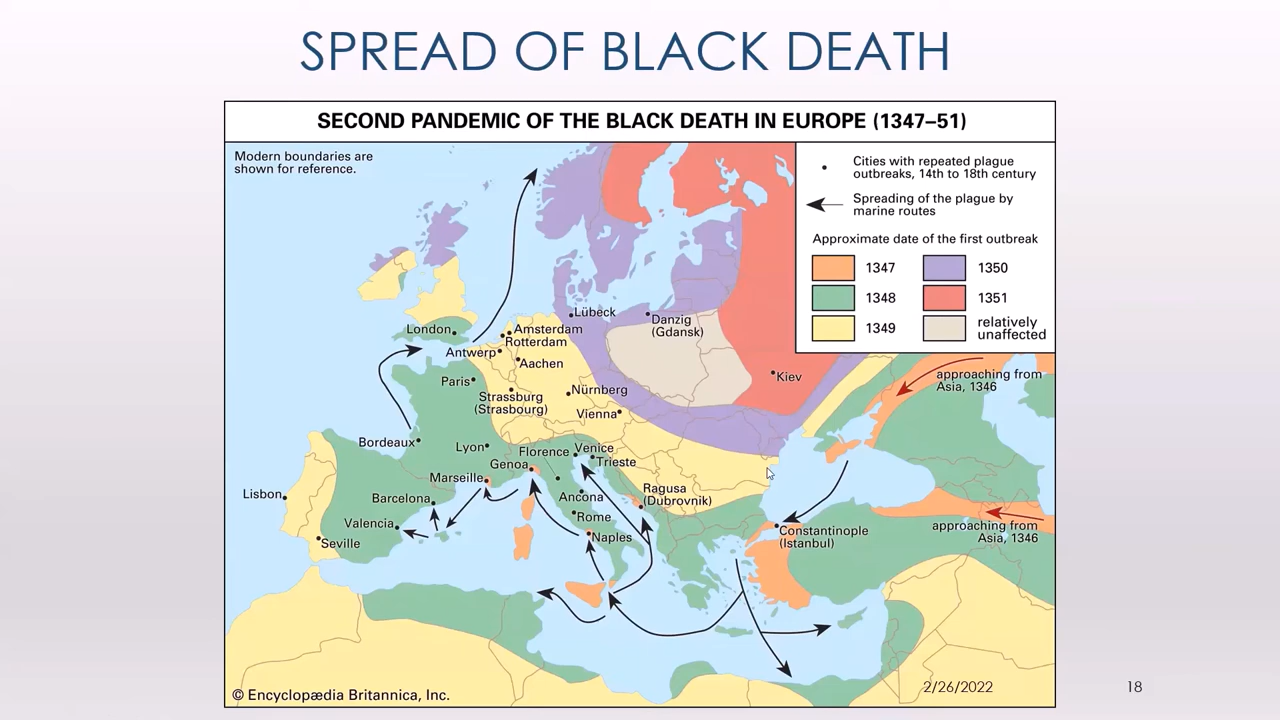 SPREAD OF BLACK DEATH
SECOND PANDEMIC OF THE BLACK DEATH IN EUROPE (1347–51)
Modern boundaries are
shown for reference.
Cities with repeated plague
outbreaks, 14th to 18th century
Spreading of the plague by
marine routes
Approximate date of the first outbreak
1347
1350
1348
1351
1349
relatively
unaffected
Lübeck
Danzig
(Gdansk)
London
Amsterdam
Rotterdam
Antwerp
Aachen
Kiev
approaching from
Asia, 1346
Paris
Nürnberg
Strassburg
(Strasbourg)
Vienna
Bordeaux
Lyon
Florence
Venice
Trieste
Genoa
Marseille
Lisbon
Barcelona
Ancona
Ragusa
(Dubrovnik)
Valencia
Rome
Seville
Naples
Constantinople
(Istanbul)
approaching from
Asia, 1346
© Encyclopædia Britannica, Inc.
2/26/2022
18